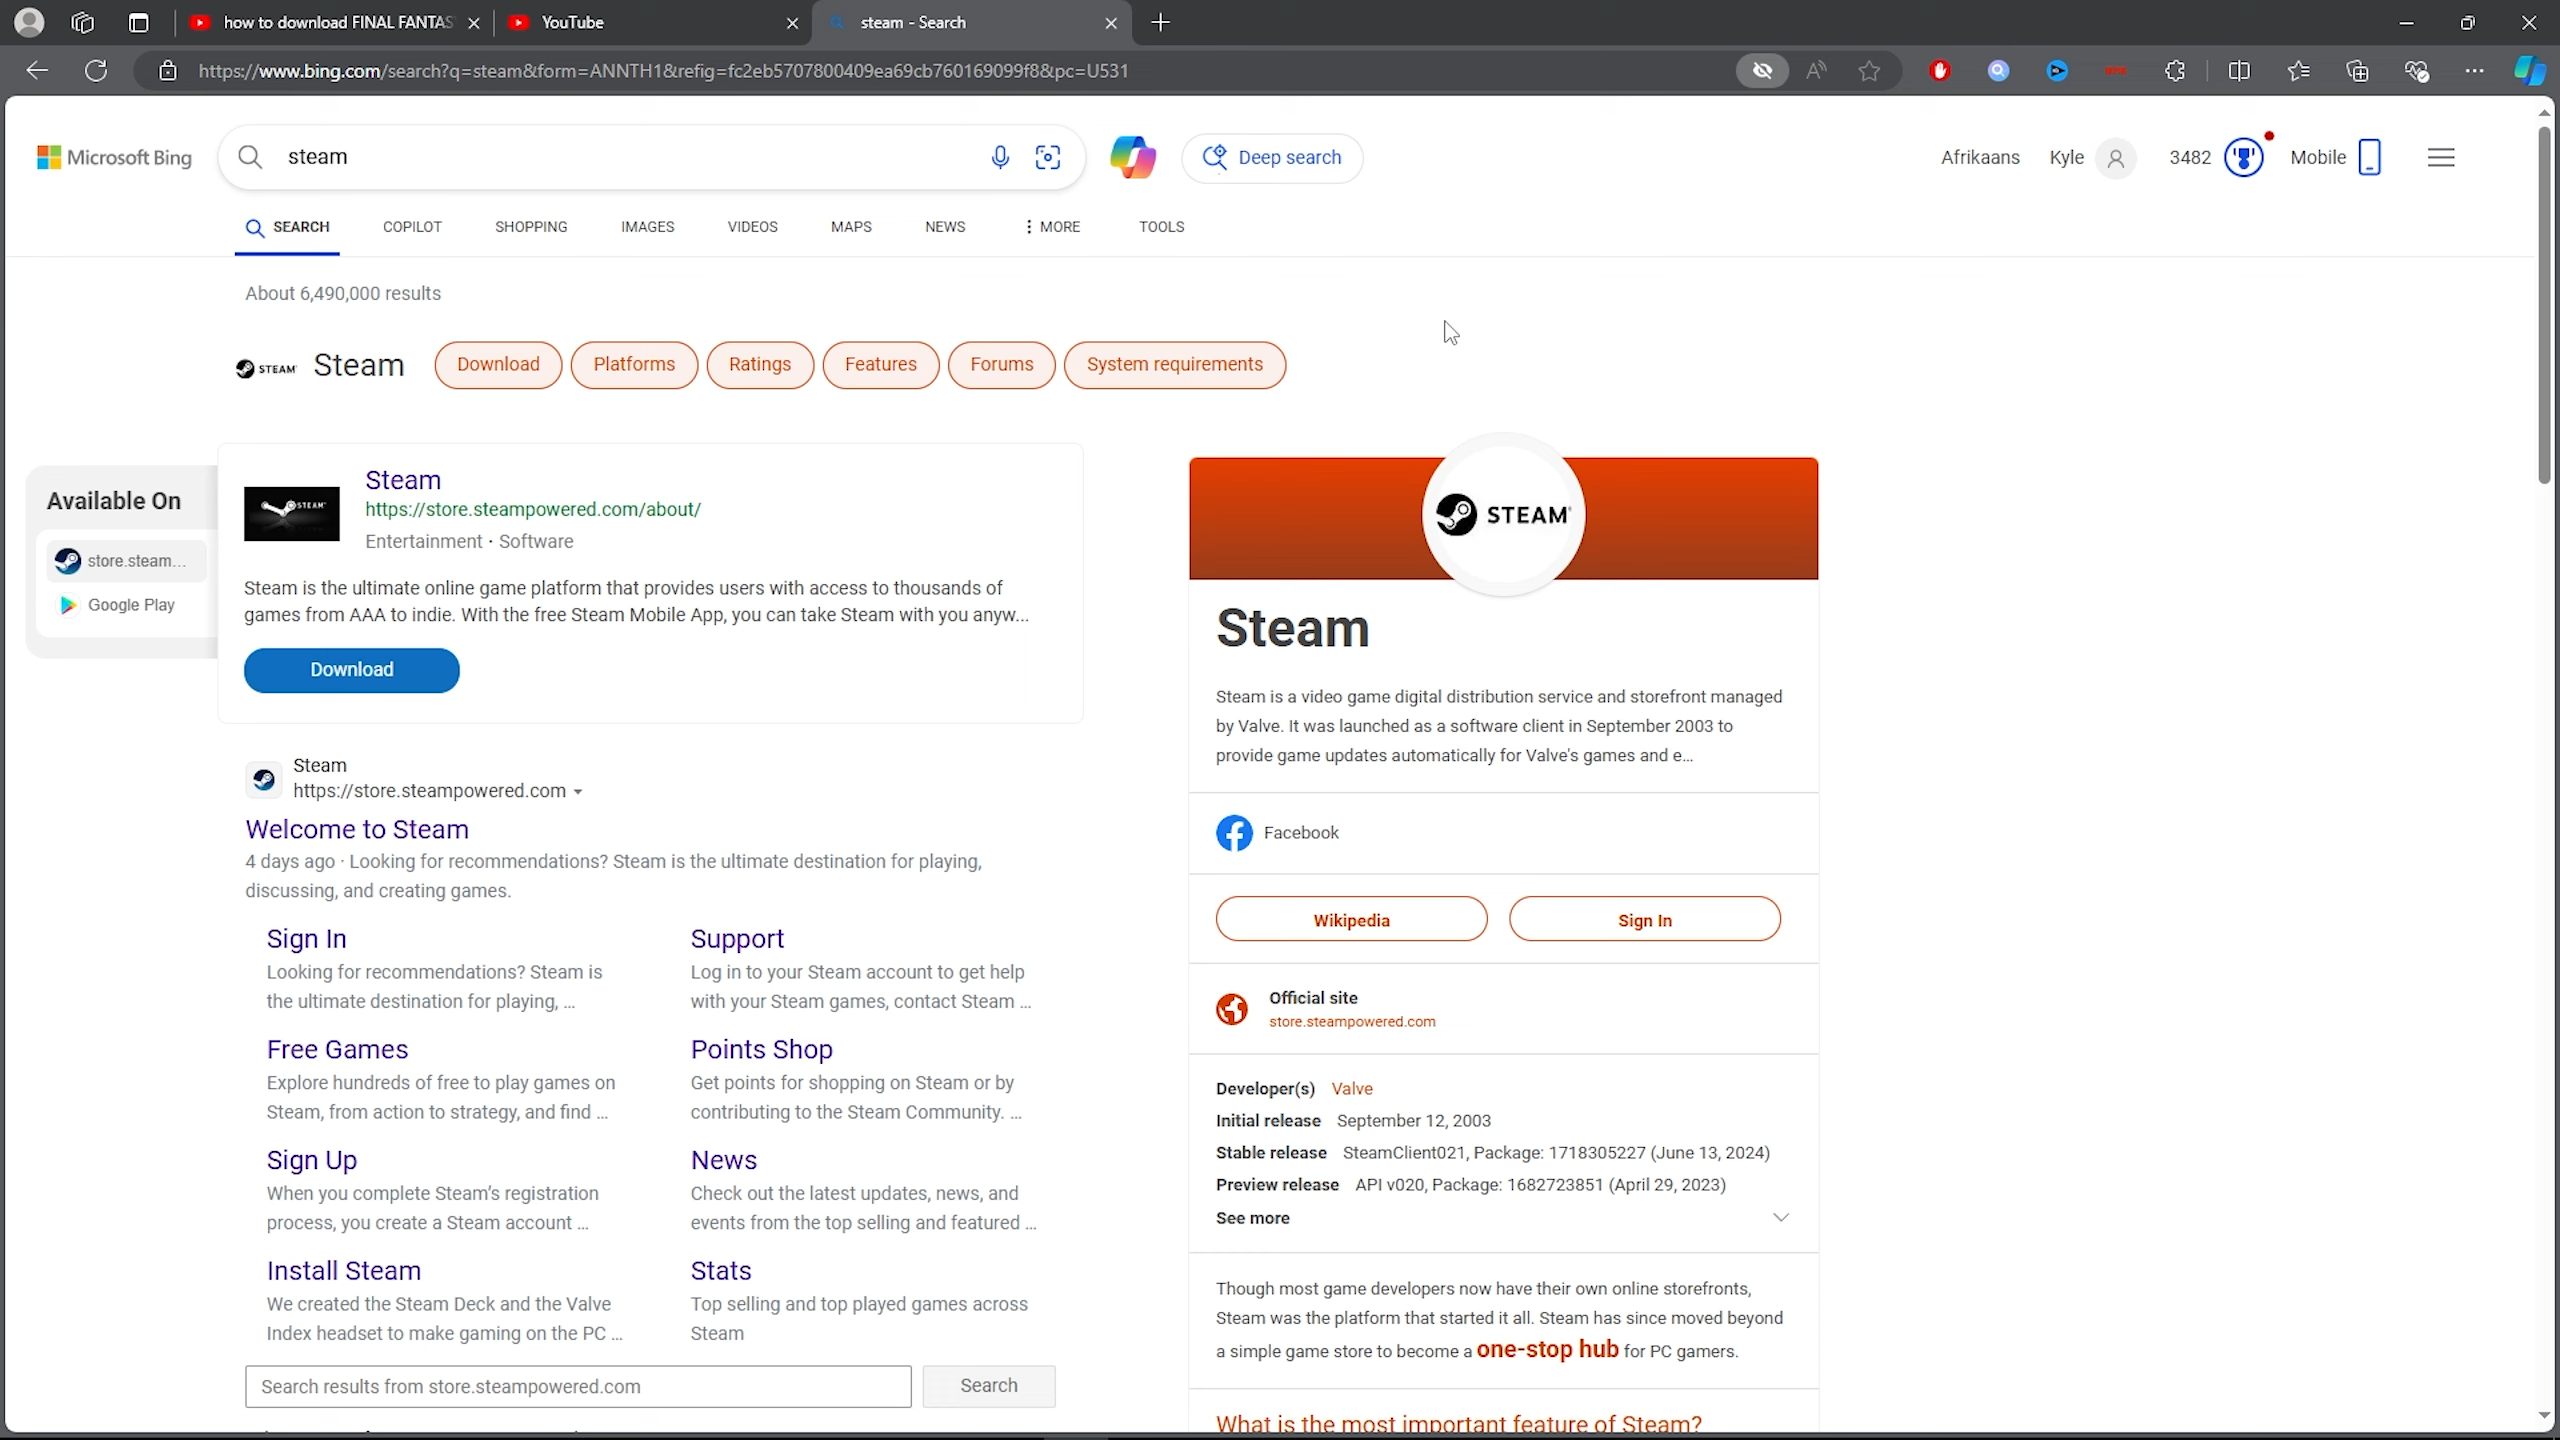 how to download FINAL FANTAS
YouTube
steam - Search
https://www.bing.com/search?q=steam&form=ANNTH1&refig=fc2eb5707800409ea69cb760169099f8&pc=U531
Microsoft Bing
steam
Deep search
Afrikaans
Kyle
3482
Mobile
SEARCH
COPILOT
SHOPPING
IMAGES
VIDEOS
MAPS
NEWS
MORE
TOOLS
About 6,490,000 results
STEAM
Steam
Download
Platforms
Ratings
Features
Forums
System requirements
Available On
store.steam...
Google Play
STEAM
Steam
https://store.steampowered.com/about/
Entertainment · Software
Steam is the ultimate online game platform that provides users with access to thousands of
games from AAA to indie. With the free Steam Mobile App, you can take Steam with you anyw...
Download
Steam
https://store.steampowered.com
Welcome to Steam
4 days ago · Looking for recommendations? Steam is the ultimate destination for playing,
discussing, and creating games.
Sign In
Looking for recommendations? Steam is
the ultimate destination for playing, ...
Support
Log in to your Steam account to get help
with your Steam games, contact Steam ...
Free Games
Explore hundreds of free to play games on
Steam, from action to strategy, and find ...
Points Shop
Get points for shopping on Steam or by
contributing to the Steam Community. ...
Sign Up
When you complete Steam's registration
process, you create a Steam account ...
News
Check out the latest updates, news, and
events from the top selling and featured ...
Install Steam
We created the Steam Deck and the Valve
Index headset to make gaming on the PC ...
Stats
Top selling and top played games across
Steam
Search results from store.steampowered.com
Search
STEAM
Steam
Steam is a video game digital distribution service and storefront managed
by Valve. It was launched as a software client in September 2003 to
provide game updates automatically for Valve's games and e...
Facebook
Wikipedia
Sign In
Official site
store.steampowered.com
Developer(s) Valve
Initial release September 12, 2003
Stable release SteamClient021, Package: 1718305227 (June 13, 2024)
Preview release API v020, Package: 1682723851 (April 29, 2023)
See more
Though most game developers now have their own online storefronts,
Steam was the platform that started it all. Steam has since moved beyond
a simple game store to become a one-stop hub for PC gamers.
What is the most important feature of Steam?